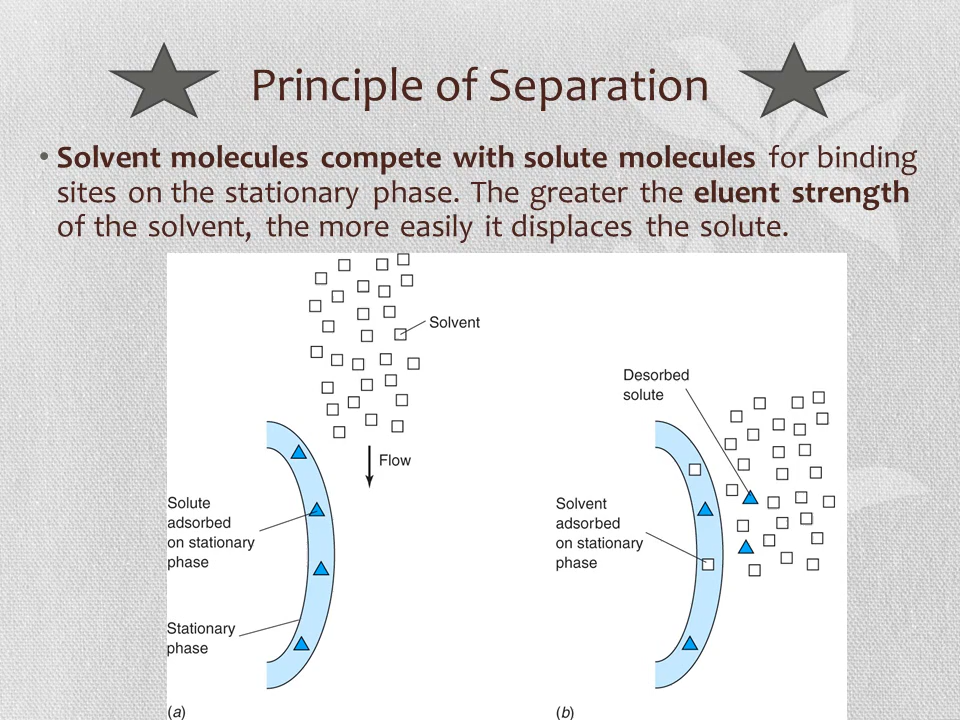 Principle of Separation
• Solvent molecules compete with solute molecules for binding
sites on the stationary phase. The greater the eluent strength
of the solvent, the more easily it displaces the solute.
Solvent
Flow
Solute
adsorbed
on stationary
phase
Stationary
phase
(a)
Desorbed
solute
Solvent
adsorbed
on stationary
phase
(b)